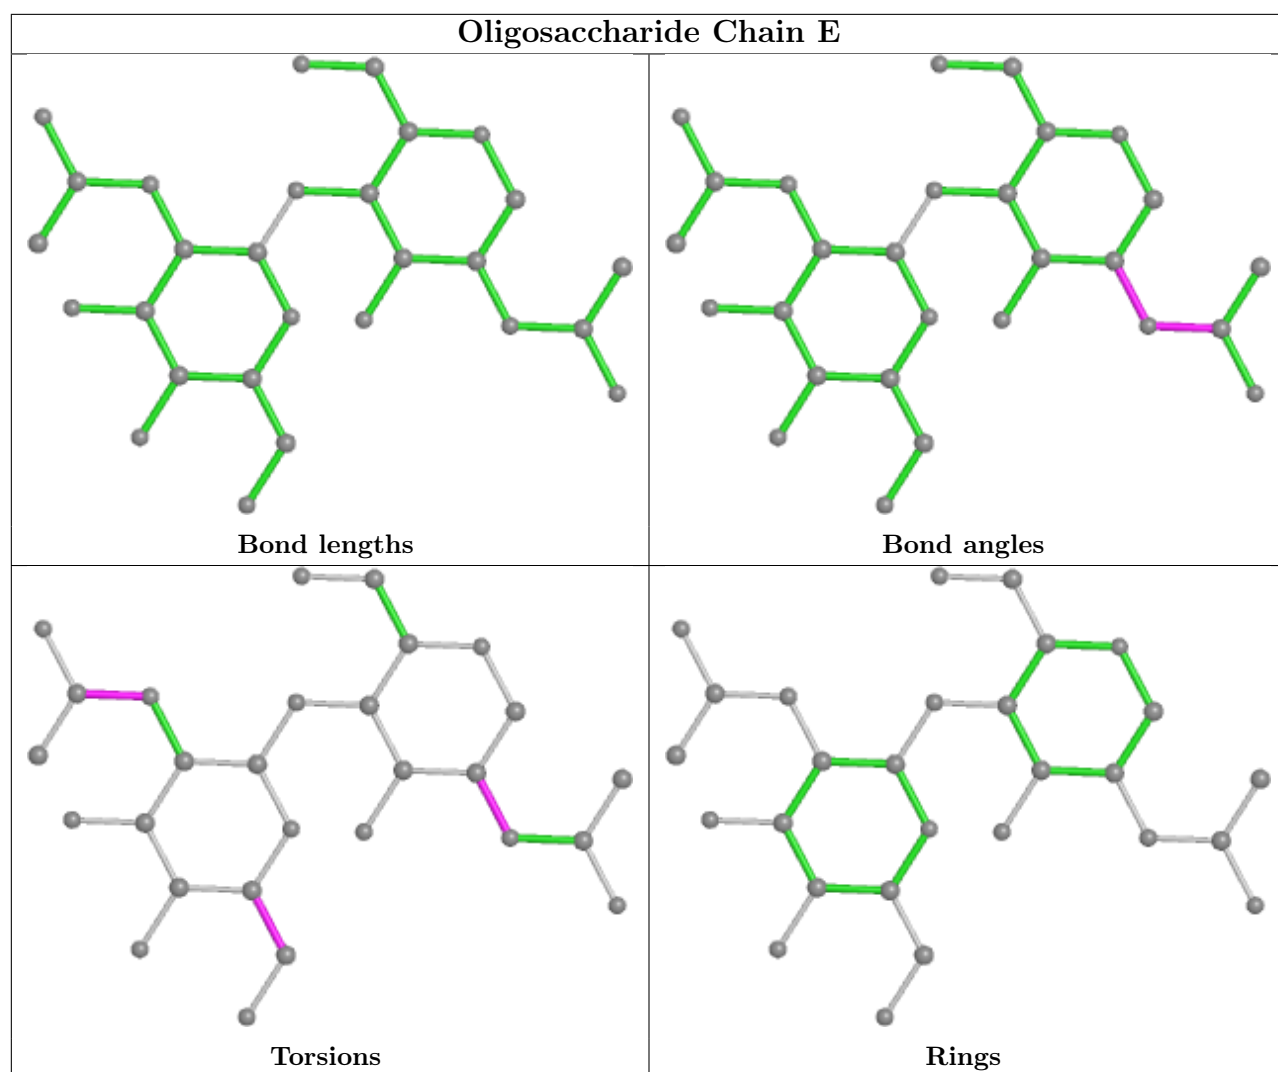 Oligosaccharide Chain E
Bond lengths
Bond angles
Torsions
Rings